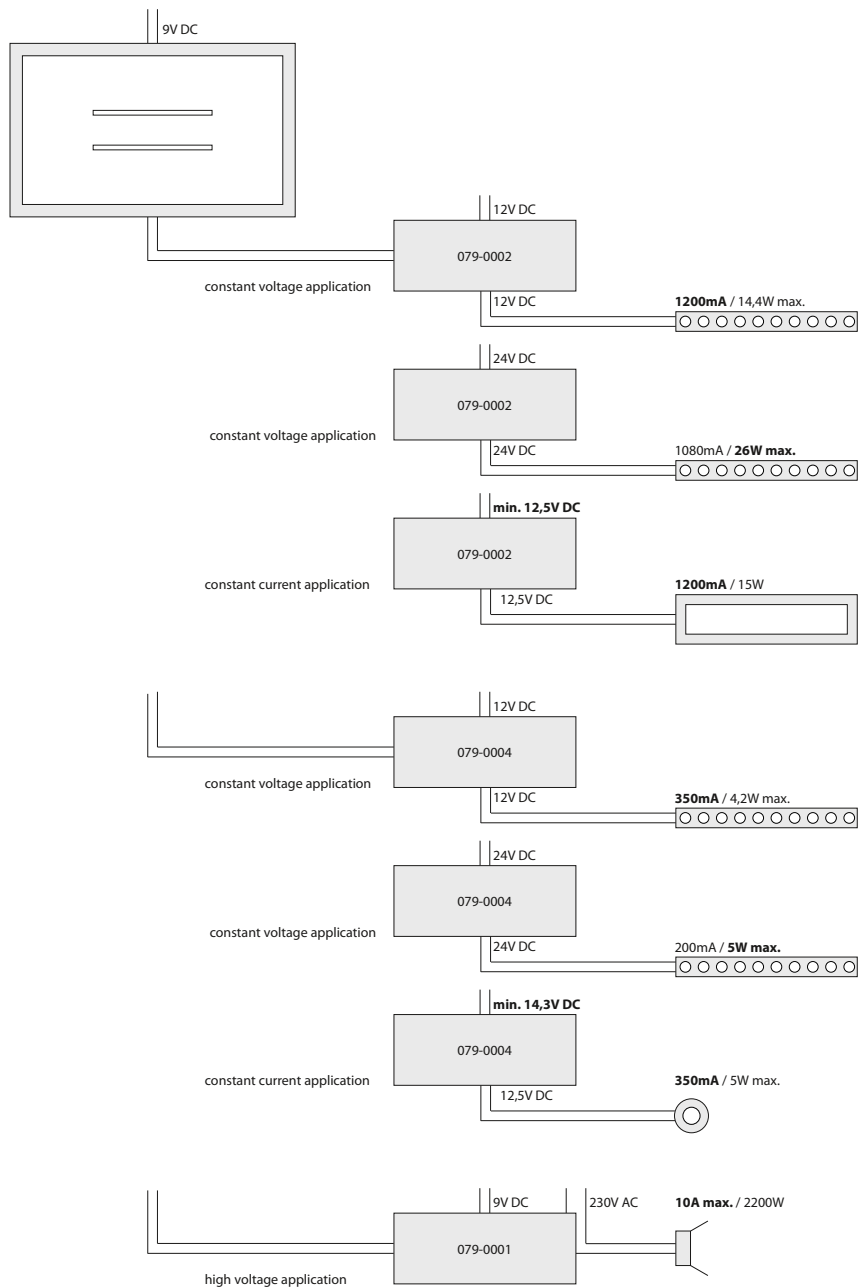 9V DC
12V DC
079-0002
constant voltage application
12V DC
1200mA / 14,4W max.
24V DC
079-0002
constant voltage application
24V DC
1080mA / 26W max.
min. 12,5V DC
079-0002
constant current application
12,5V DC
1200mA / 15W
12V DC
079-0004
constant voltage application
12V DC
350mA / 4,2W max.
24V DC
079-0004
constant voltage application
24V DC
200mA / 5W max.
min. 14,3V DC
079-0004
constant current application
12,5V DC
350mA / 5W max.
9V DC
230V AC
10A max. / 2200W
079-0001
high voltage application